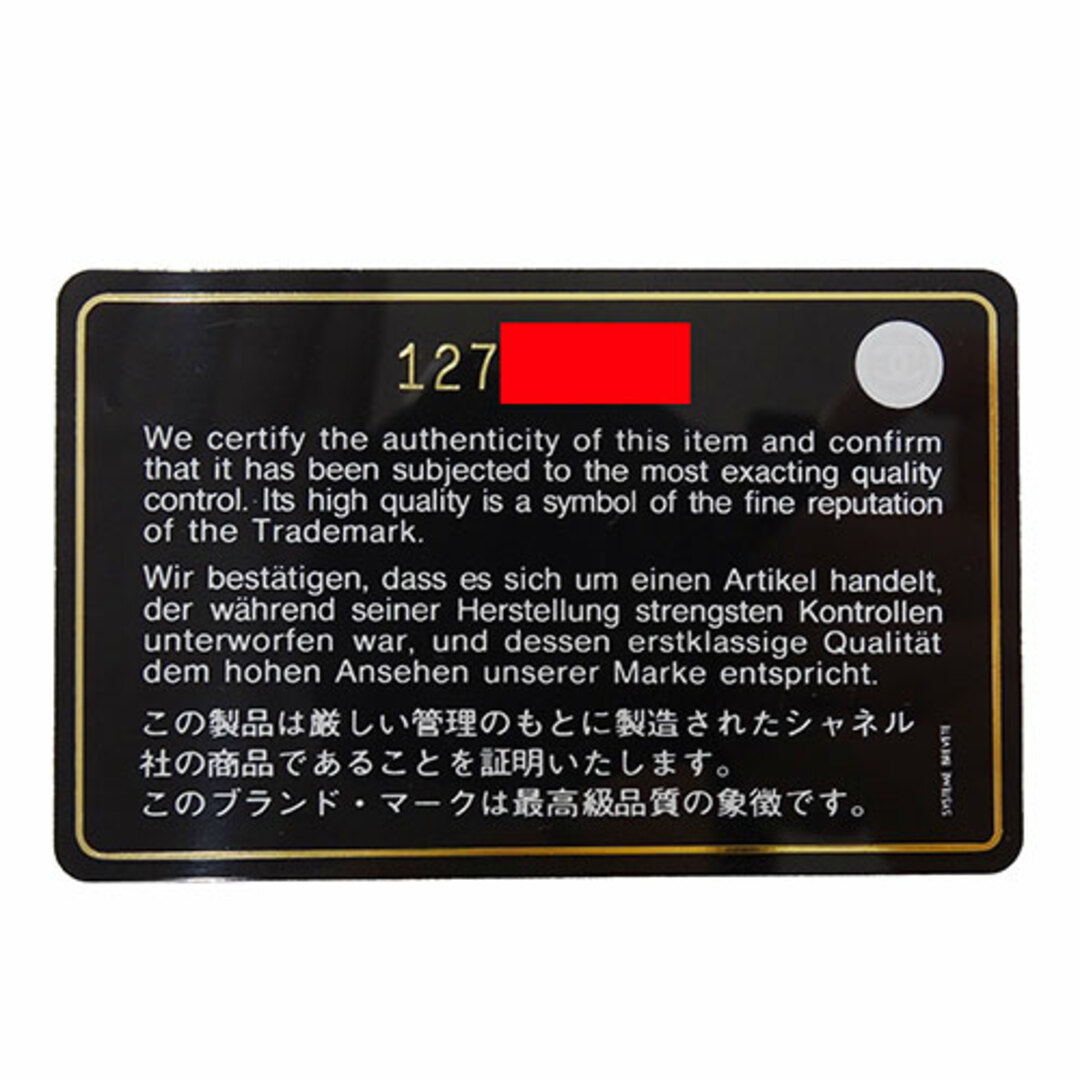 127
We certify the authenticity of this item and confirm
that it has been subjected to the most exacting quality
control. Its high quality is a symbol of the fine reputation
of the Trademark.
Wir bestätigen, dass es sich um einen Artikel handelt,
der während seiner Herstellung strengsten Kontrollen
unterworfen war, und dessen erstklassige Qualität
dem hohen Ansehen unserer Marke entspricht.
この製品は厳しい管理のもとに製造されたシャネル
社の商品であることを証明いたします。
このブランド・マークは最高級品質の象徴です。